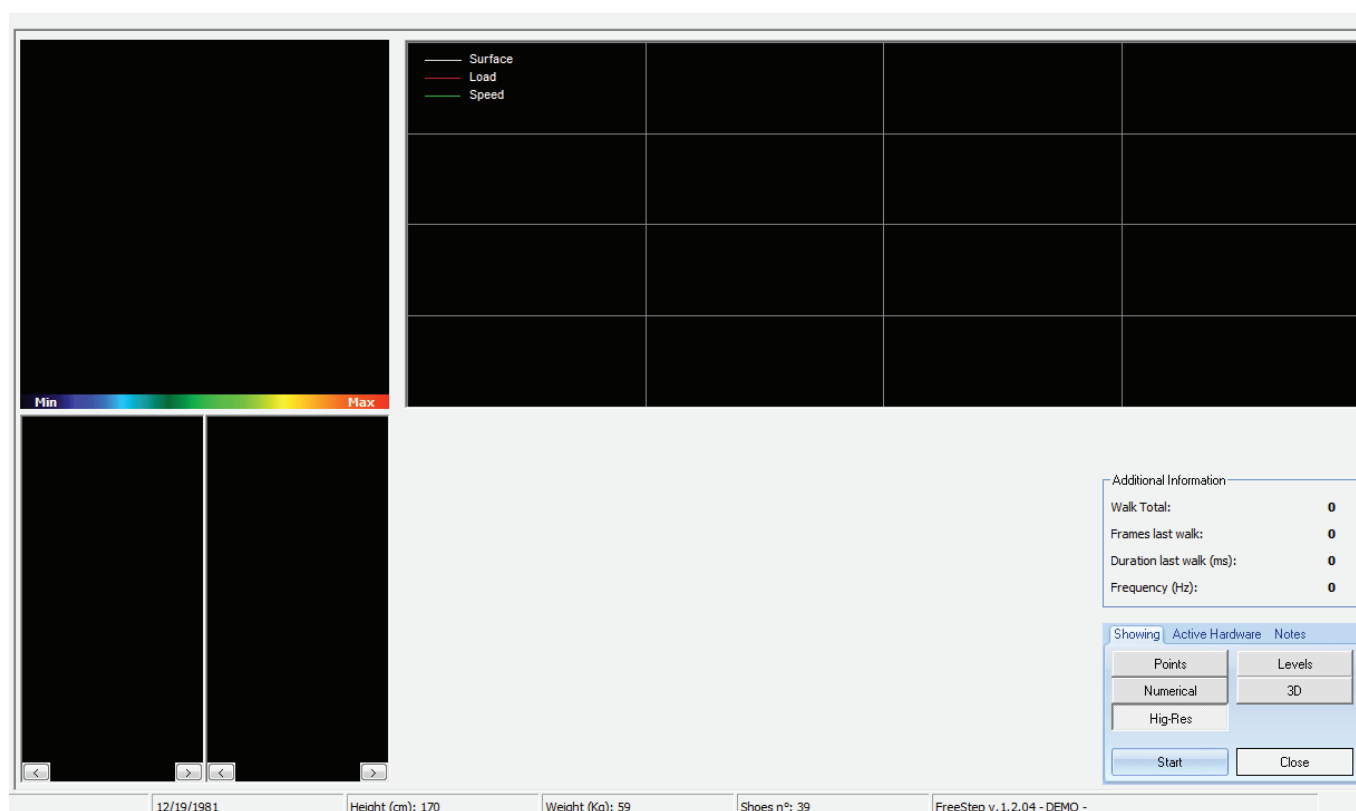 Surface
Load
Speed
Min Max
Additional Information
Walk Total: 0
Frames last walk: 0
Duration last walk (ms): 0
Frequency (Hz): 0
Showing Active Hardware Notes
Points Levels
Numerical 3D
Hig-Res
< > < >
Start Close
12/19/1981 Height (cm): 170 Weight (Kg): 59 Shoes n°: 39 FreeStep v.1.2.04 - DEMO -